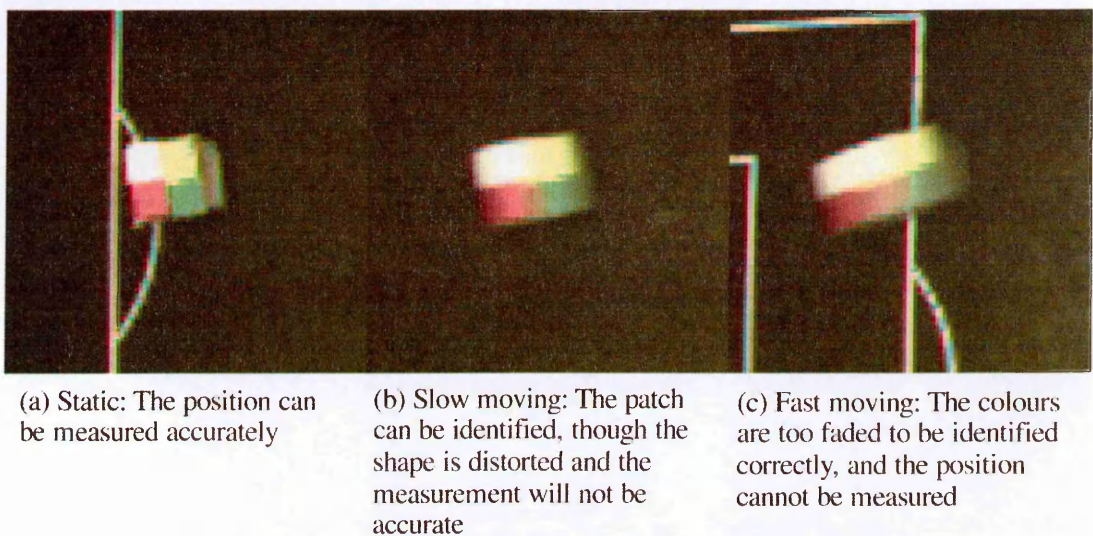 (a) Static: The position can
be measured accurately
(b) Slow moving: The patch
can be identified, though the
shape is distorted and the
measurement will not be
accurate
(c) Fast moving: The colours
are too faded to be identified
correctly, and the position
cannot be measured